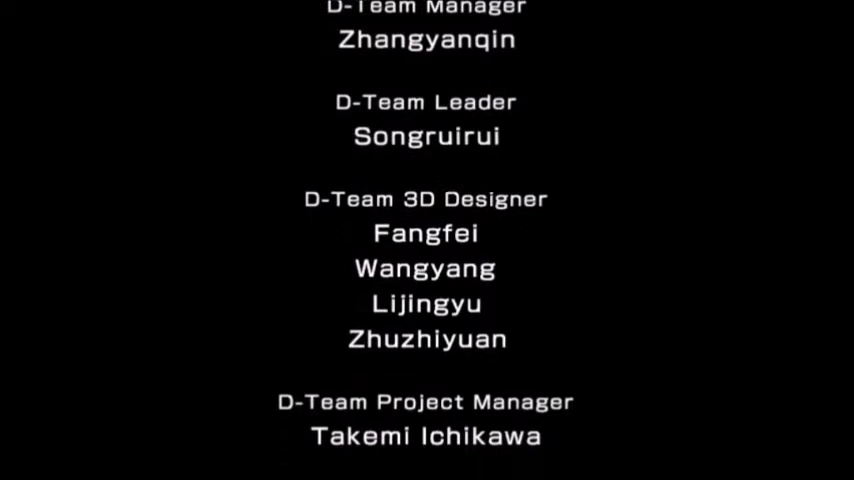 D-Team Manager
Zhangyanqin
D-Team Leader
Songruirui
D-Team 3D Designer
Fangfei
Wangyang
Lijingyu
Zhuzhiyuan
D-Team Project Manager
Takemi Ichikawa